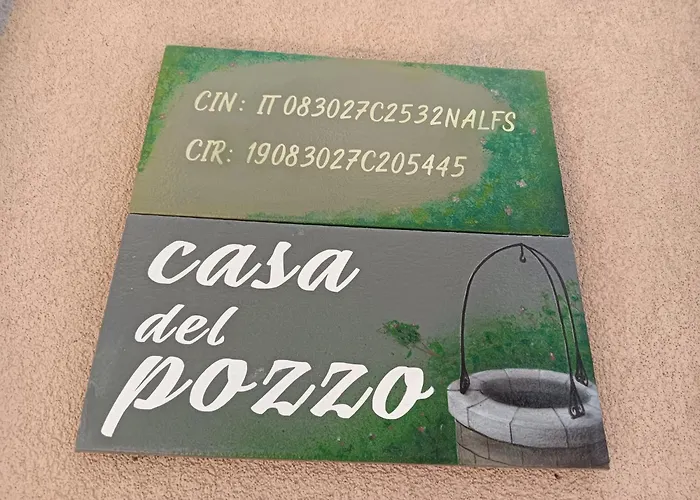 CIN: IT083027C2532NALFS
CIR: 19083027C205445
casa
del
pozzo